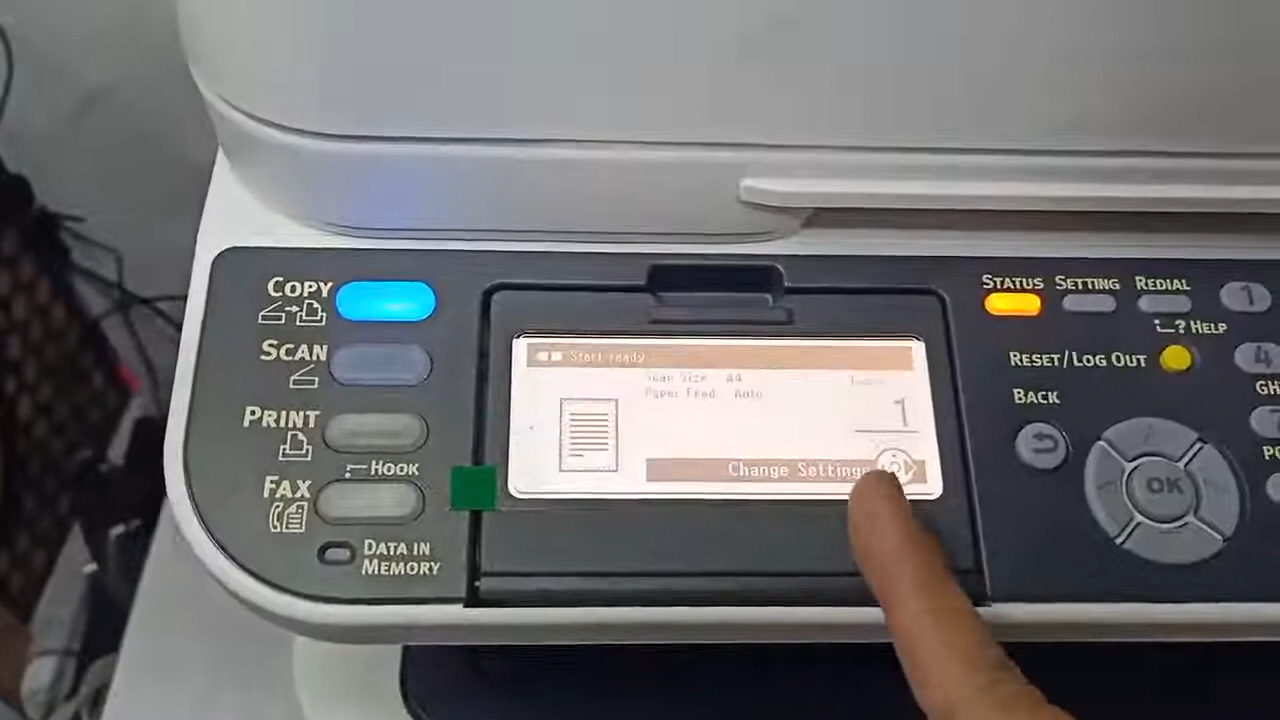 COPY
SCAN
PRINT
HOOK
FAX
DATA IN
MEMORY
Start ready
Scan Size: A4
Paper Feed: Auto
1
Change Settings
STATUS
SETTING
REDIAL
1
? HELP
RESET/LOG OUT
4
GH
BACK
OK